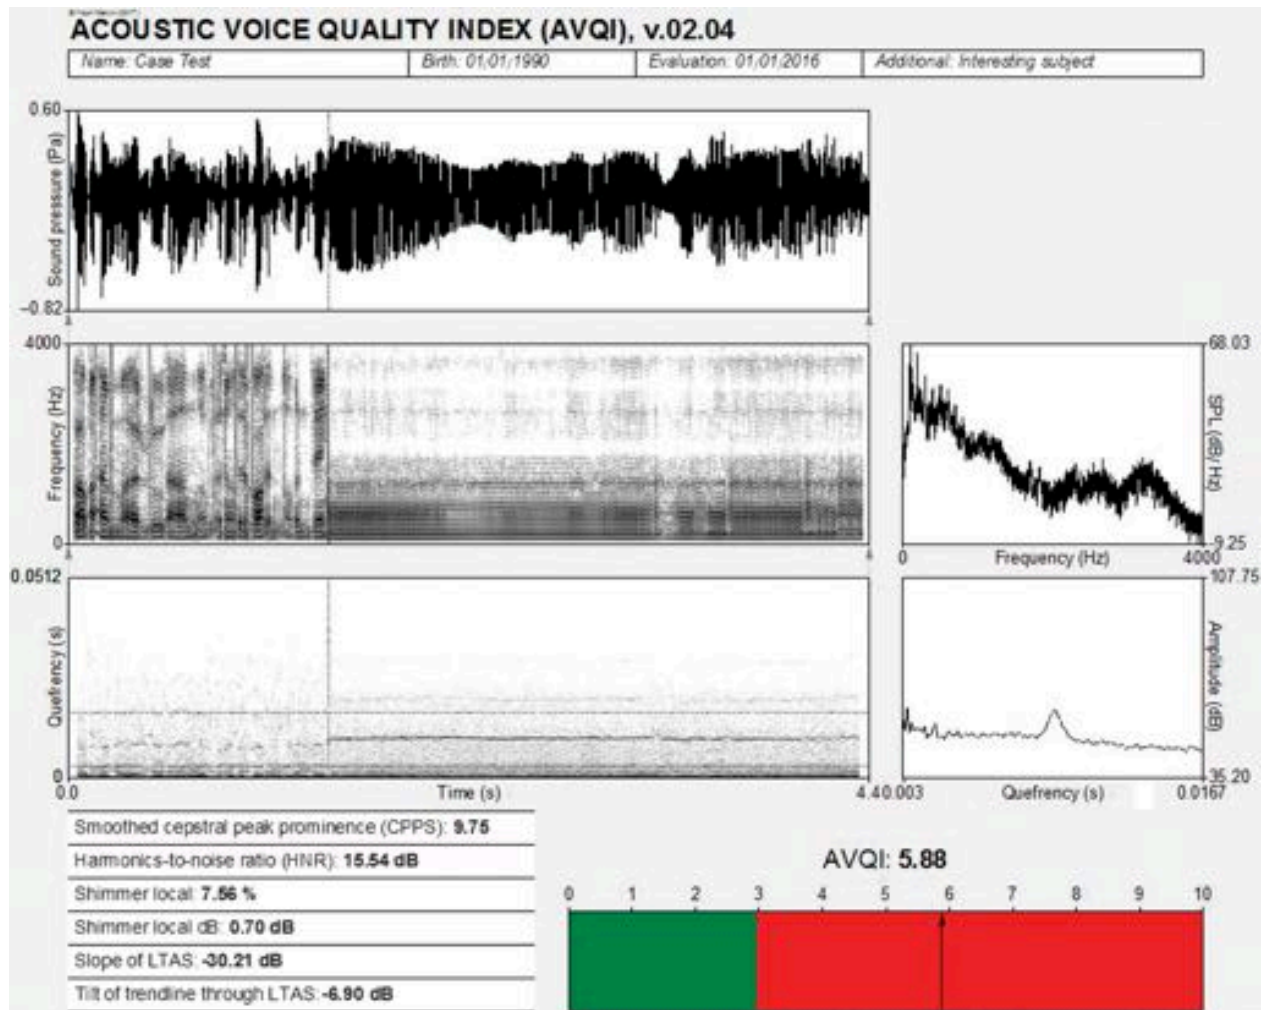 ACOUSTIC VOICE QUALITY INDEX (AVQI), v.02.04
Name: Case Test Birth: 01/01/1990 Evaluation: 01/01/2016 Additional: Interesting subject
0.60
Sound pressure (Pa)
-0.82
4000
Frequency (Hz)
0
68.03
SPL (dB/Hz)
-9.25
0 Frequency (Hz) 4000
0.0512
Quefrency (s)
0
0.0 Time (s) 4.4
107.75
Amplitude (dB)
35.20
0.003 Quefrency (s) 0.0167
Smoothed cepstral peak prominence (CPPS): 9.75
Harmonics-to-noise ratio (HNR): 15.54 dB
Shimmer local: 7.56 %
Shimmer local dB: 0.70 dB
Slope of LTAS: -30.21 dB
Tilt of trendline through LTAS: -6.90 dB
AVQI: 5.88
0 1 2 3 4 5 6 7 8 9 10